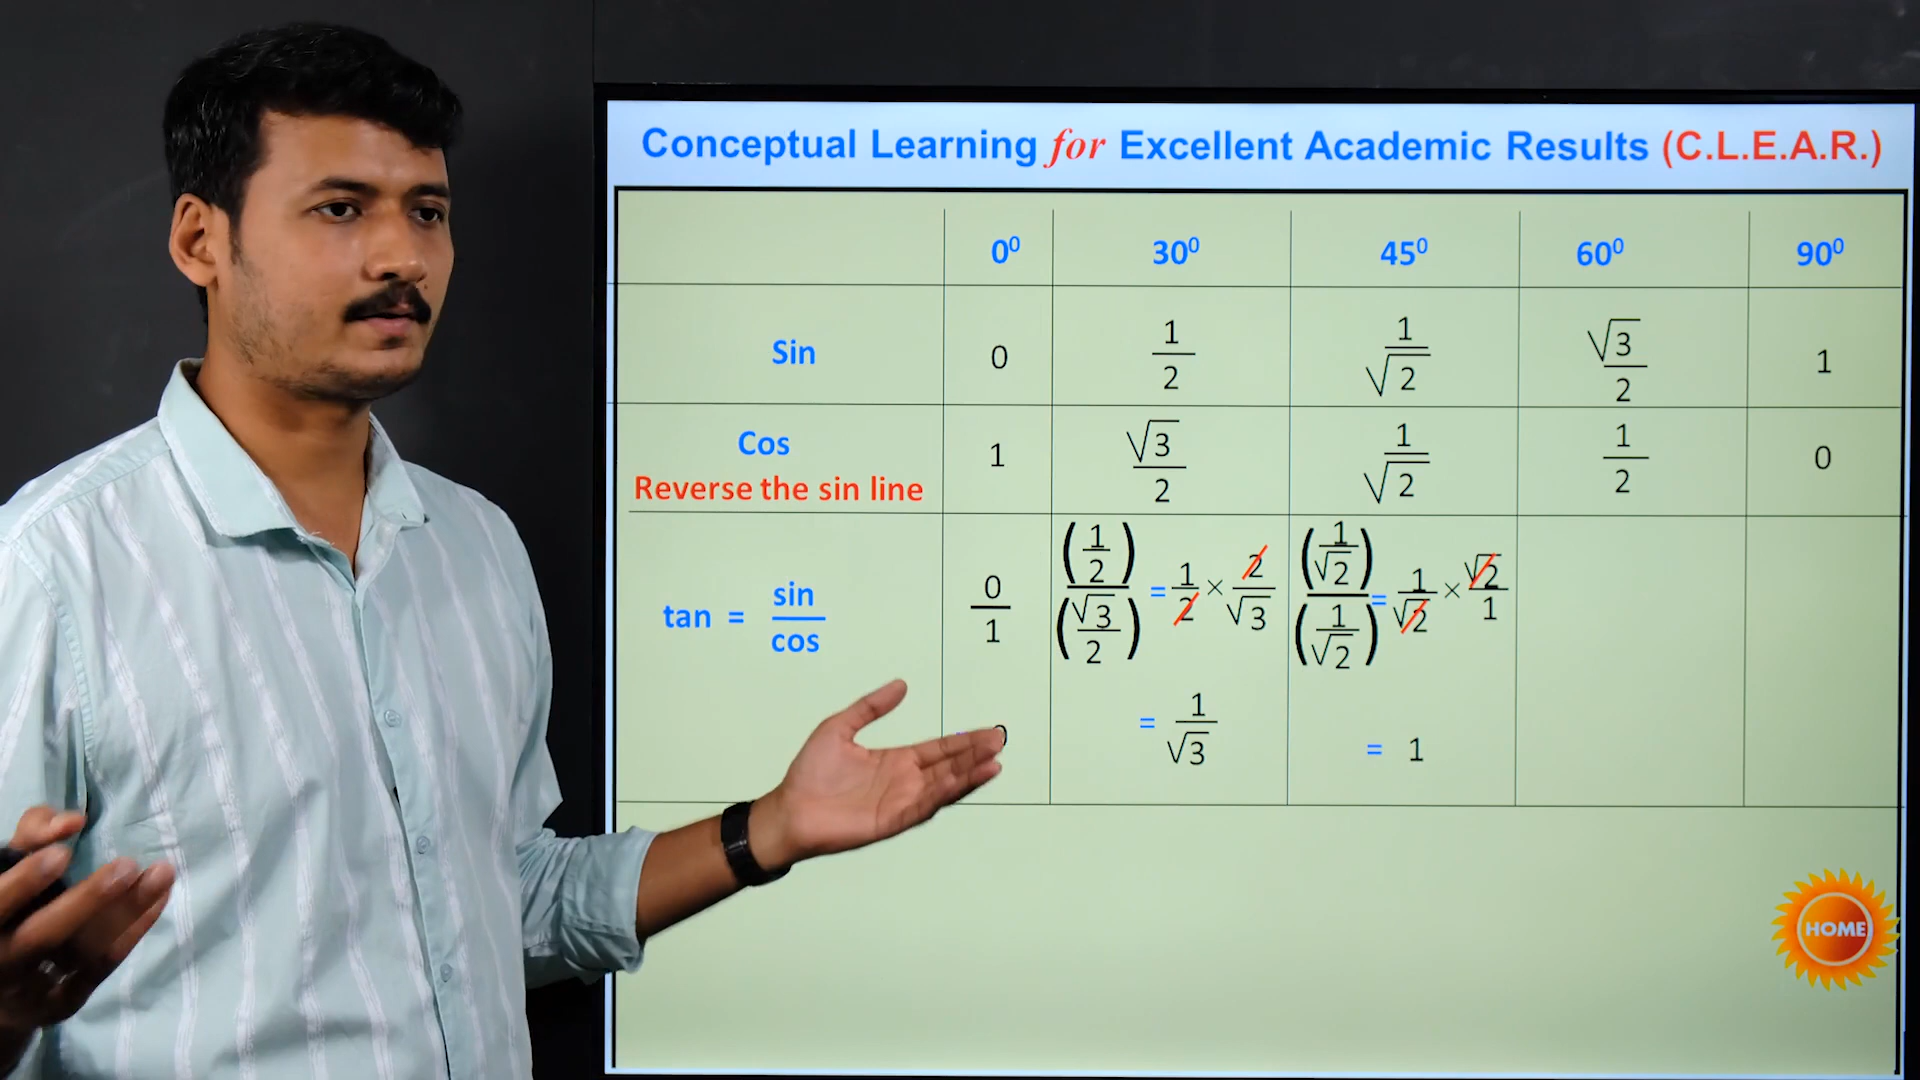 Conceptual Learning for Excellent Academic Results (C.L.E.A.R.)
0⁰ 30⁰ 45⁰ 60⁰ 90⁰
Sin 0 1/2 1/√2 √3/2 1
Cos 1 √3/2 1/√2 1/2 0
Reverse the sin line
tan = sin/cos 0/1 (1/2)/(√3/2) = 1/2 × 2/√3 (1/√2)/(1/√2) = 1/√2 × √2/1
0 = 1/√3 = 1
HOME